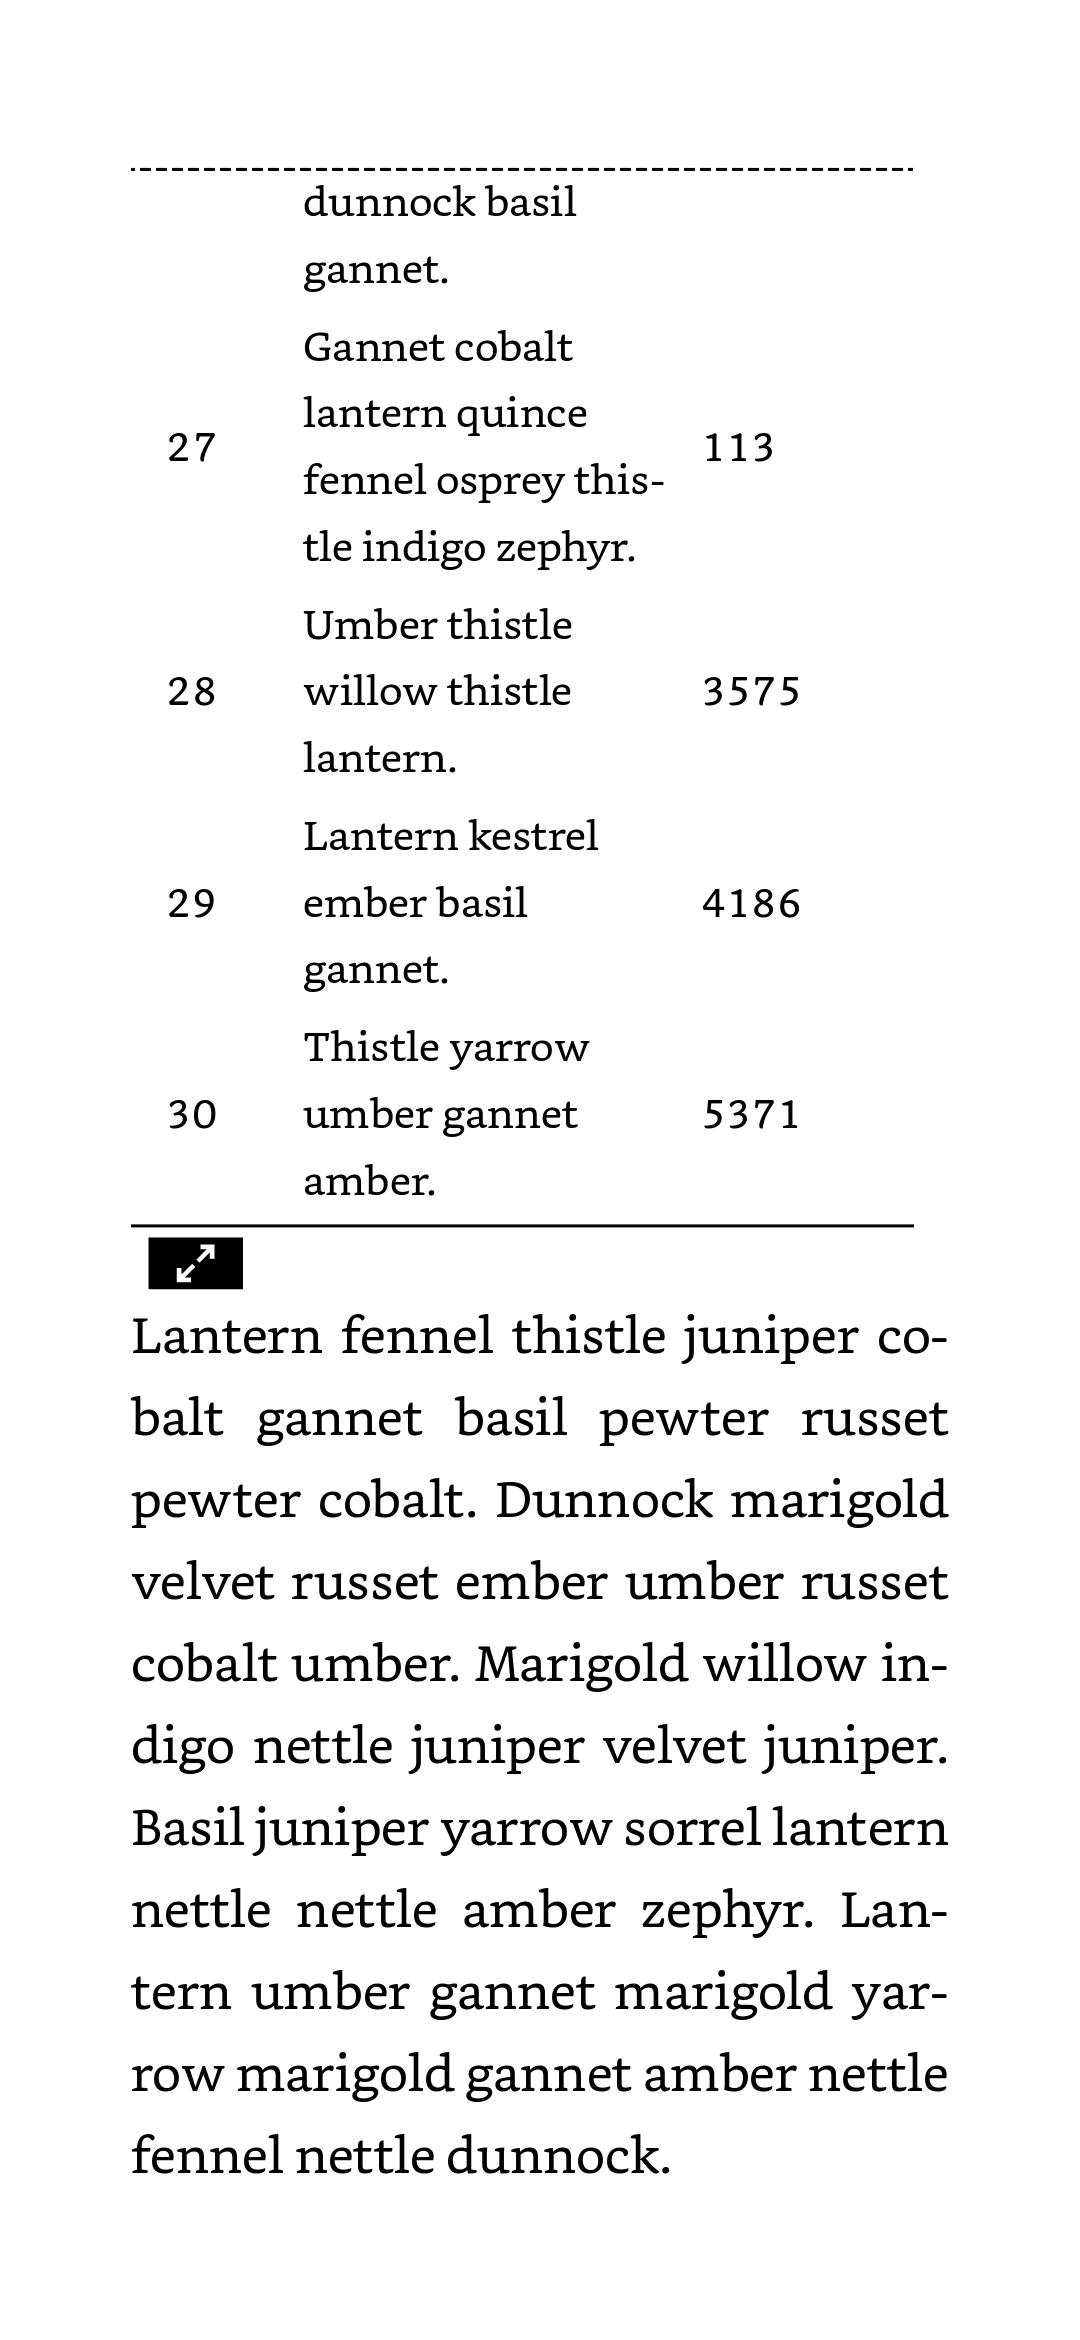 dunnock basil
gannet.
Gannet cobalt
lantern quince
27 fennel osprey this- 113
tle indigo zephyr.
Umber thistle
28 willow thistle 3575
lantern.
Lantern kestrel
29 ember basil 4186
gannet.
Thistle yarrow
30 umber gannet 5371
amber.
Lantern fennel thistle juniper co-
balt gannet basil pewter russet
pewter cobalt. Dunnock marigold
velvet russet ember umber russet
cobalt umber. Marigold willow in-
digo nettle juniper velvet juniper.
Basil juniper yarrow sorrel lantern
nettle nettle amber zephyr. Lan-
tern umber gannet marigold yar-
row marigold gannet amber nettle
fennel nettle dunnock.